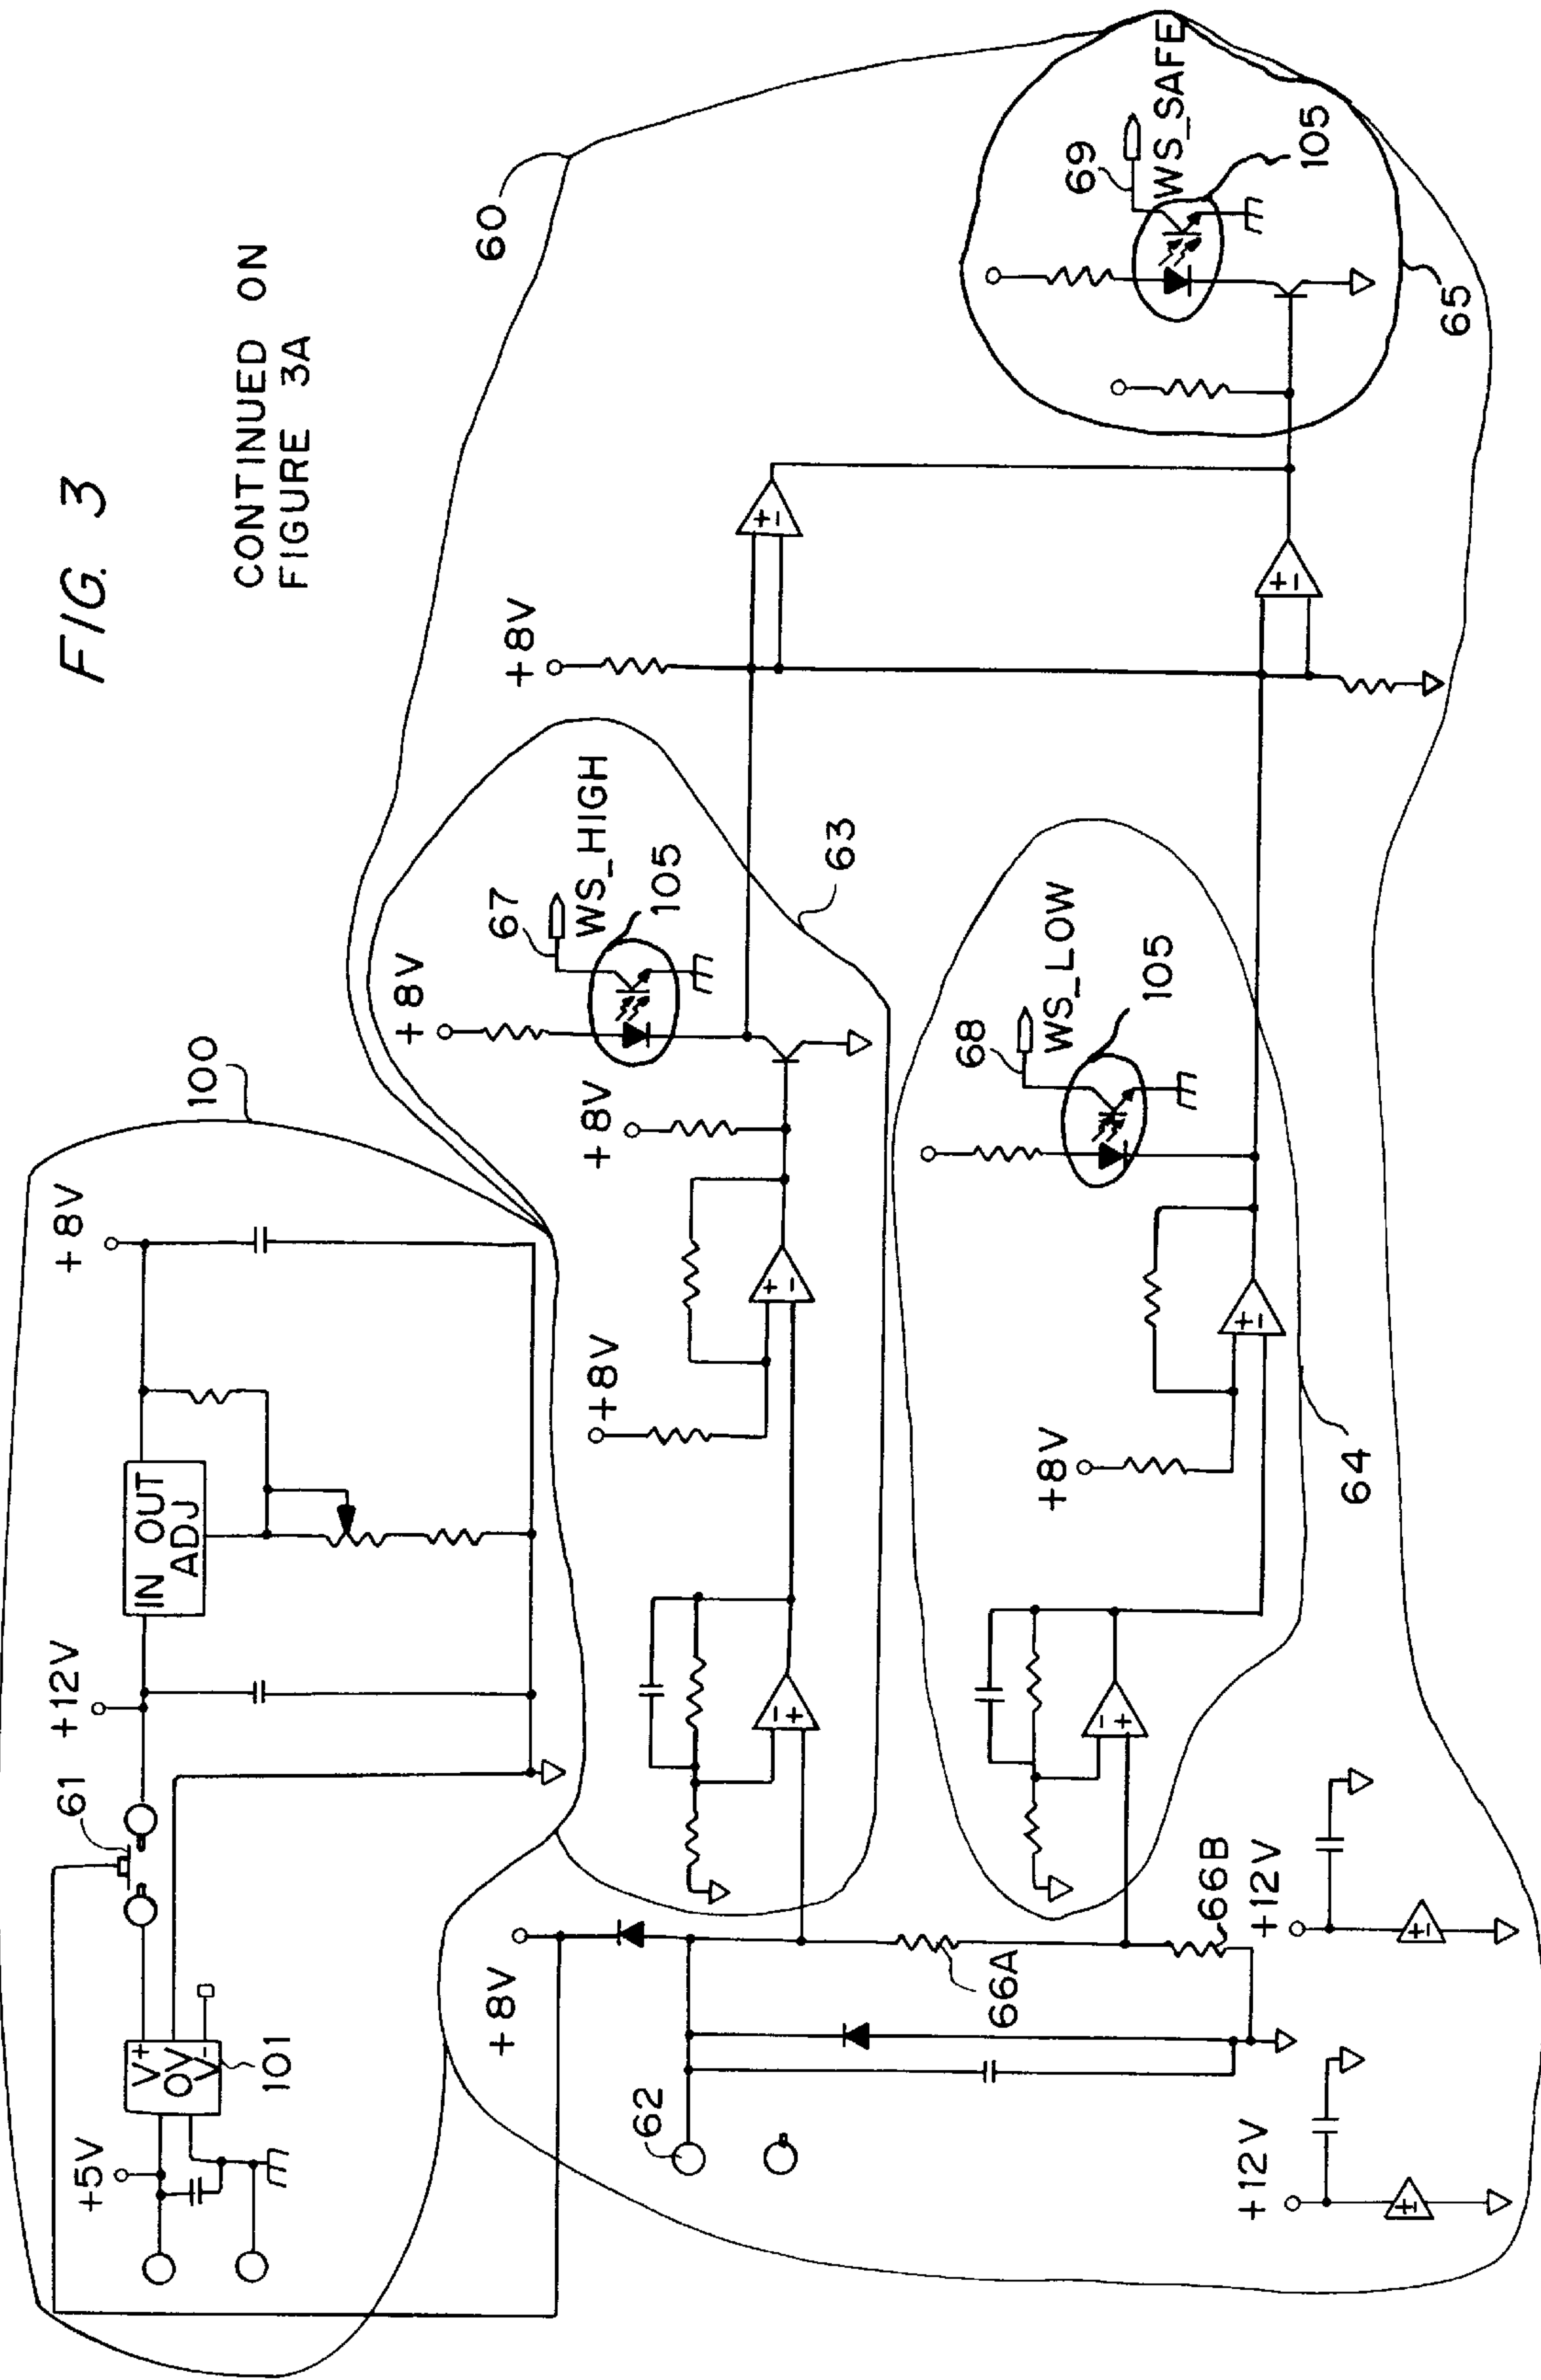 FIG. 3
CONTINUED ON
FIGURE 3A
100
60
+5V
V+
0V
V-
101
61
+12V
IN OUT
ADJ
+8V
+8V
62
66A
66B
+12V
+12V
+8V
+8V
+8V
67
WS_HIGH
105
63
+8V
68
WS_LOW
105
64
+8V
69
WS_SAFE
105
65